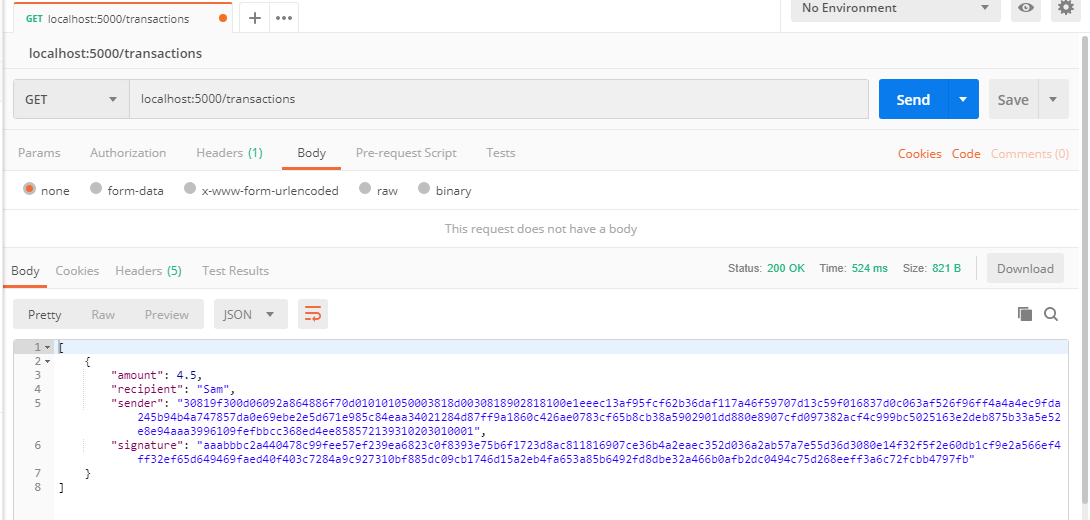 GET localhost:5000/transactions
No Environment
localhost:5000/transactions
GET localhost:5000/transactions Send Save
Params Authorization Headers (1) Body Pre-request Script Tests Cookies Code Comments (0)
none form-data x-www-form-urlencoded raw binary
This request does not have a body
Body Cookies Headers (5) Test Results Status: 200 OK Time: 524 ms Size: 821 B Download
Pretty Raw Preview JSON
1 [
2 {
3 "amount": 4.5,
4 "recipient": "Sam",
5 "sender": "30819f300d06092a864886f70d010101050003818d0030818902818100e1eeec13af95fcf62b36daf117a46f59707d13c59f016837d0c063af526f96ff4a4a4ec9fda
245b94b4a747857da0e69ebe2e5d671e985c84eaa34021284d87ff9a1860c426ae0783cf65b8cb38a5902901dd880e8907cfd097382acf4c999bc5025163e2deb875b33a5e52
e8e94aaa3996109fefbbcc368ed4ee858572139310203010001",
6 "signature": "aaabbbc2a440478c99fee57ef239ea6823c0f8393e75b6f1723d8ac811816907ce36b4a2eaec352d036a2ab57a7e55d36d3080e14f32f5f2e60db1cf9e2a566ef4
ff32ef65d649469faed40f403c7284a9c927310bf885dc09cb1746d15a2eb4fa653a85b6492fd8dbe32a466b0afb2dc0494c75d268eeff3a6c72fcbb4797fb"
7 }
8 ]